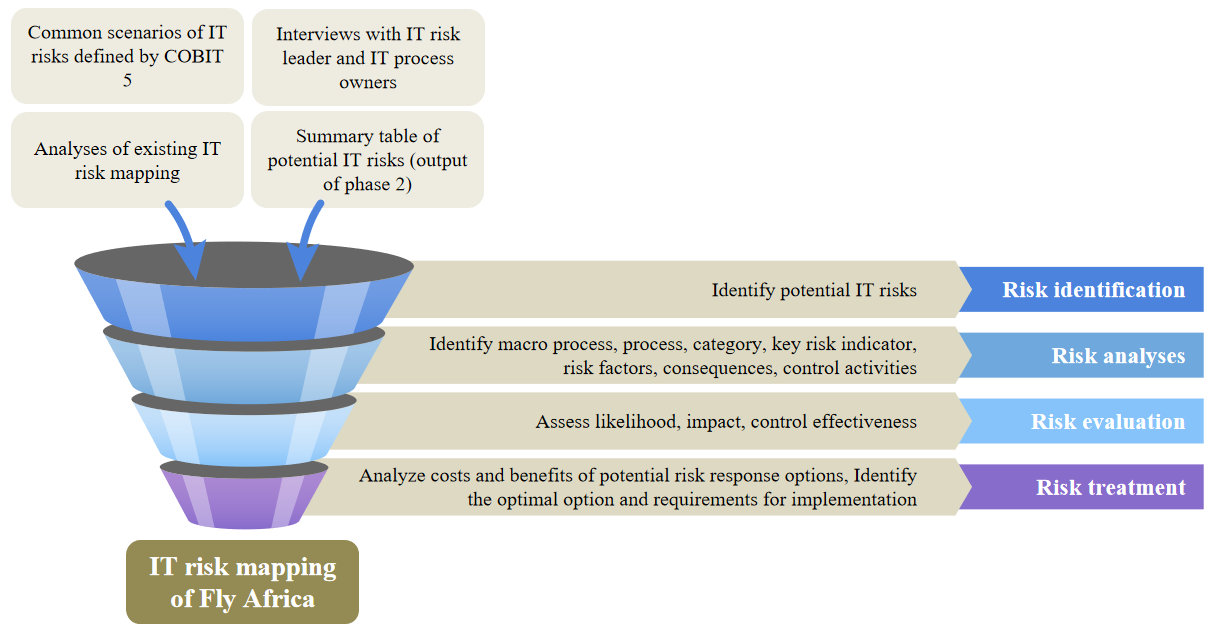 Common scenarios of IT
risks defined by COBIT
5
Interviews with IT risk
leader and IT process
owners
Analyses of existing IT
risk mapping
Summary table of
potential IT risks (output
of phase 2)
Identify potential IT risks
Risk identification
Identify macro process, process, category, key risk indicator,
risk factors, consequences, control activities
Risk analyses
Assess likelihood, impact, control effectiveness
Risk evaluation
Analyze costs and benefits of potential risk response options, Identify
the optimal option and requirements for implementation
Risk treatment
IT risk mapping
of Fly Africa